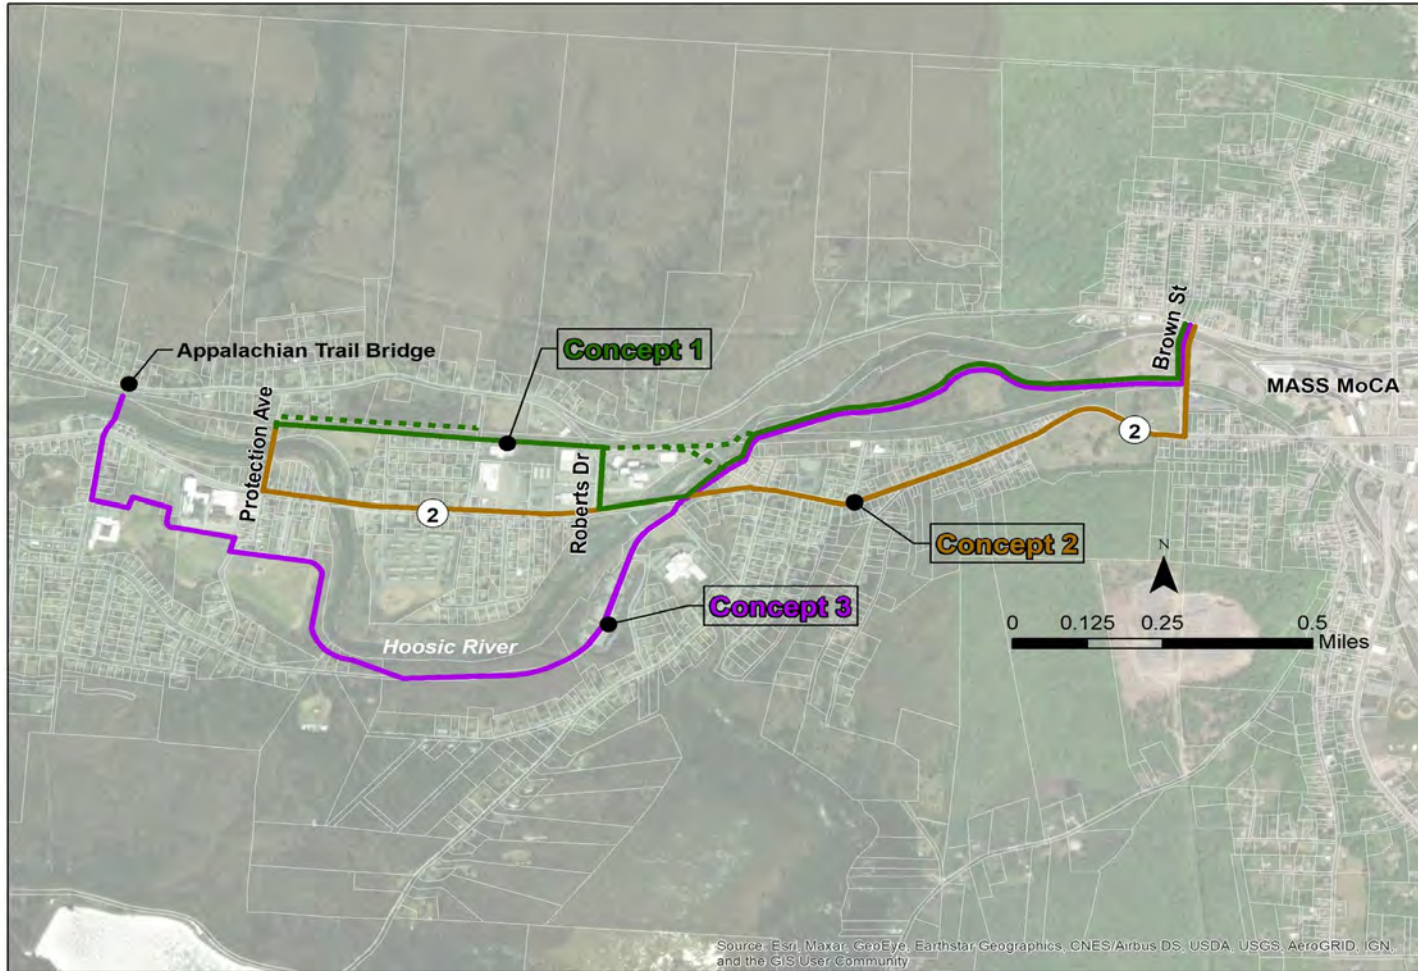 Brown St
Appalachian Trail Bridge
Concept 1
MASS MoCA
Protection Ave
2
Roberts Dr
2
Concept 2
N
Concept 3
0 0.125 0.25 0.5
Miles
Hoosic River
Source: Esri, Maxar, GeoEye, Earthstar Geographics, CNES/Airbus DS, USDA, USGS, AeroGRID, IGN,
and the GIS User Community